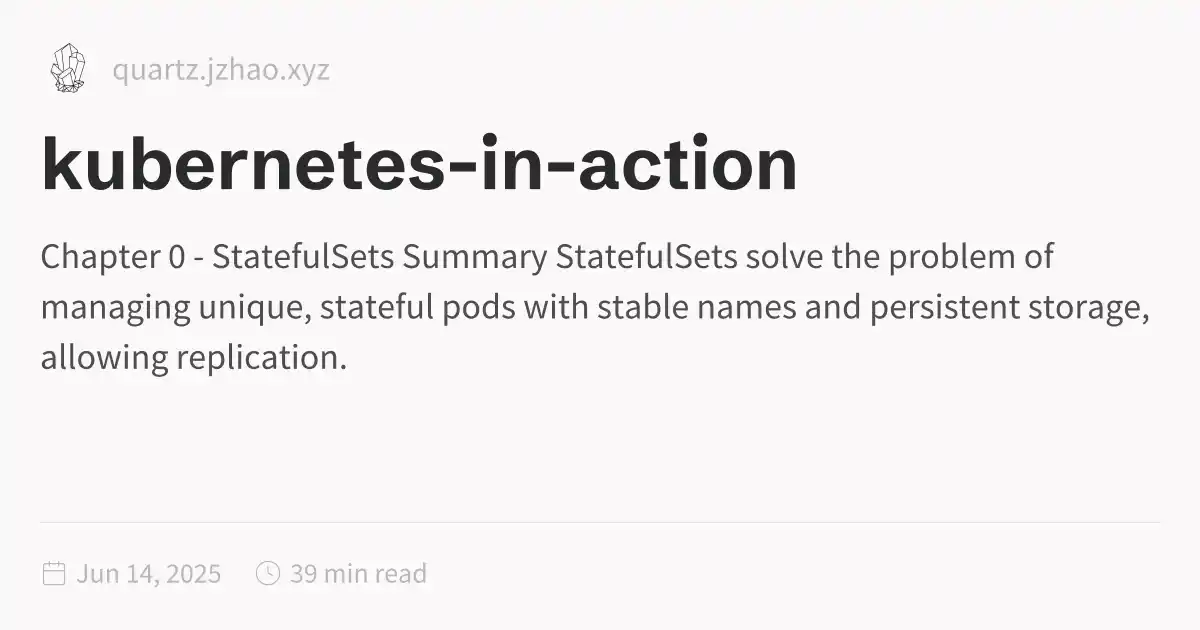 quartz.jzhao.xyz
kubernetes-in-action
Chapter 0 - StatefulSets Summary StatefulSets solve the problem of
managing unique, stateful pods with stable names and persistent storage,
allowing replication.
Jun 14, 2025 39 min read